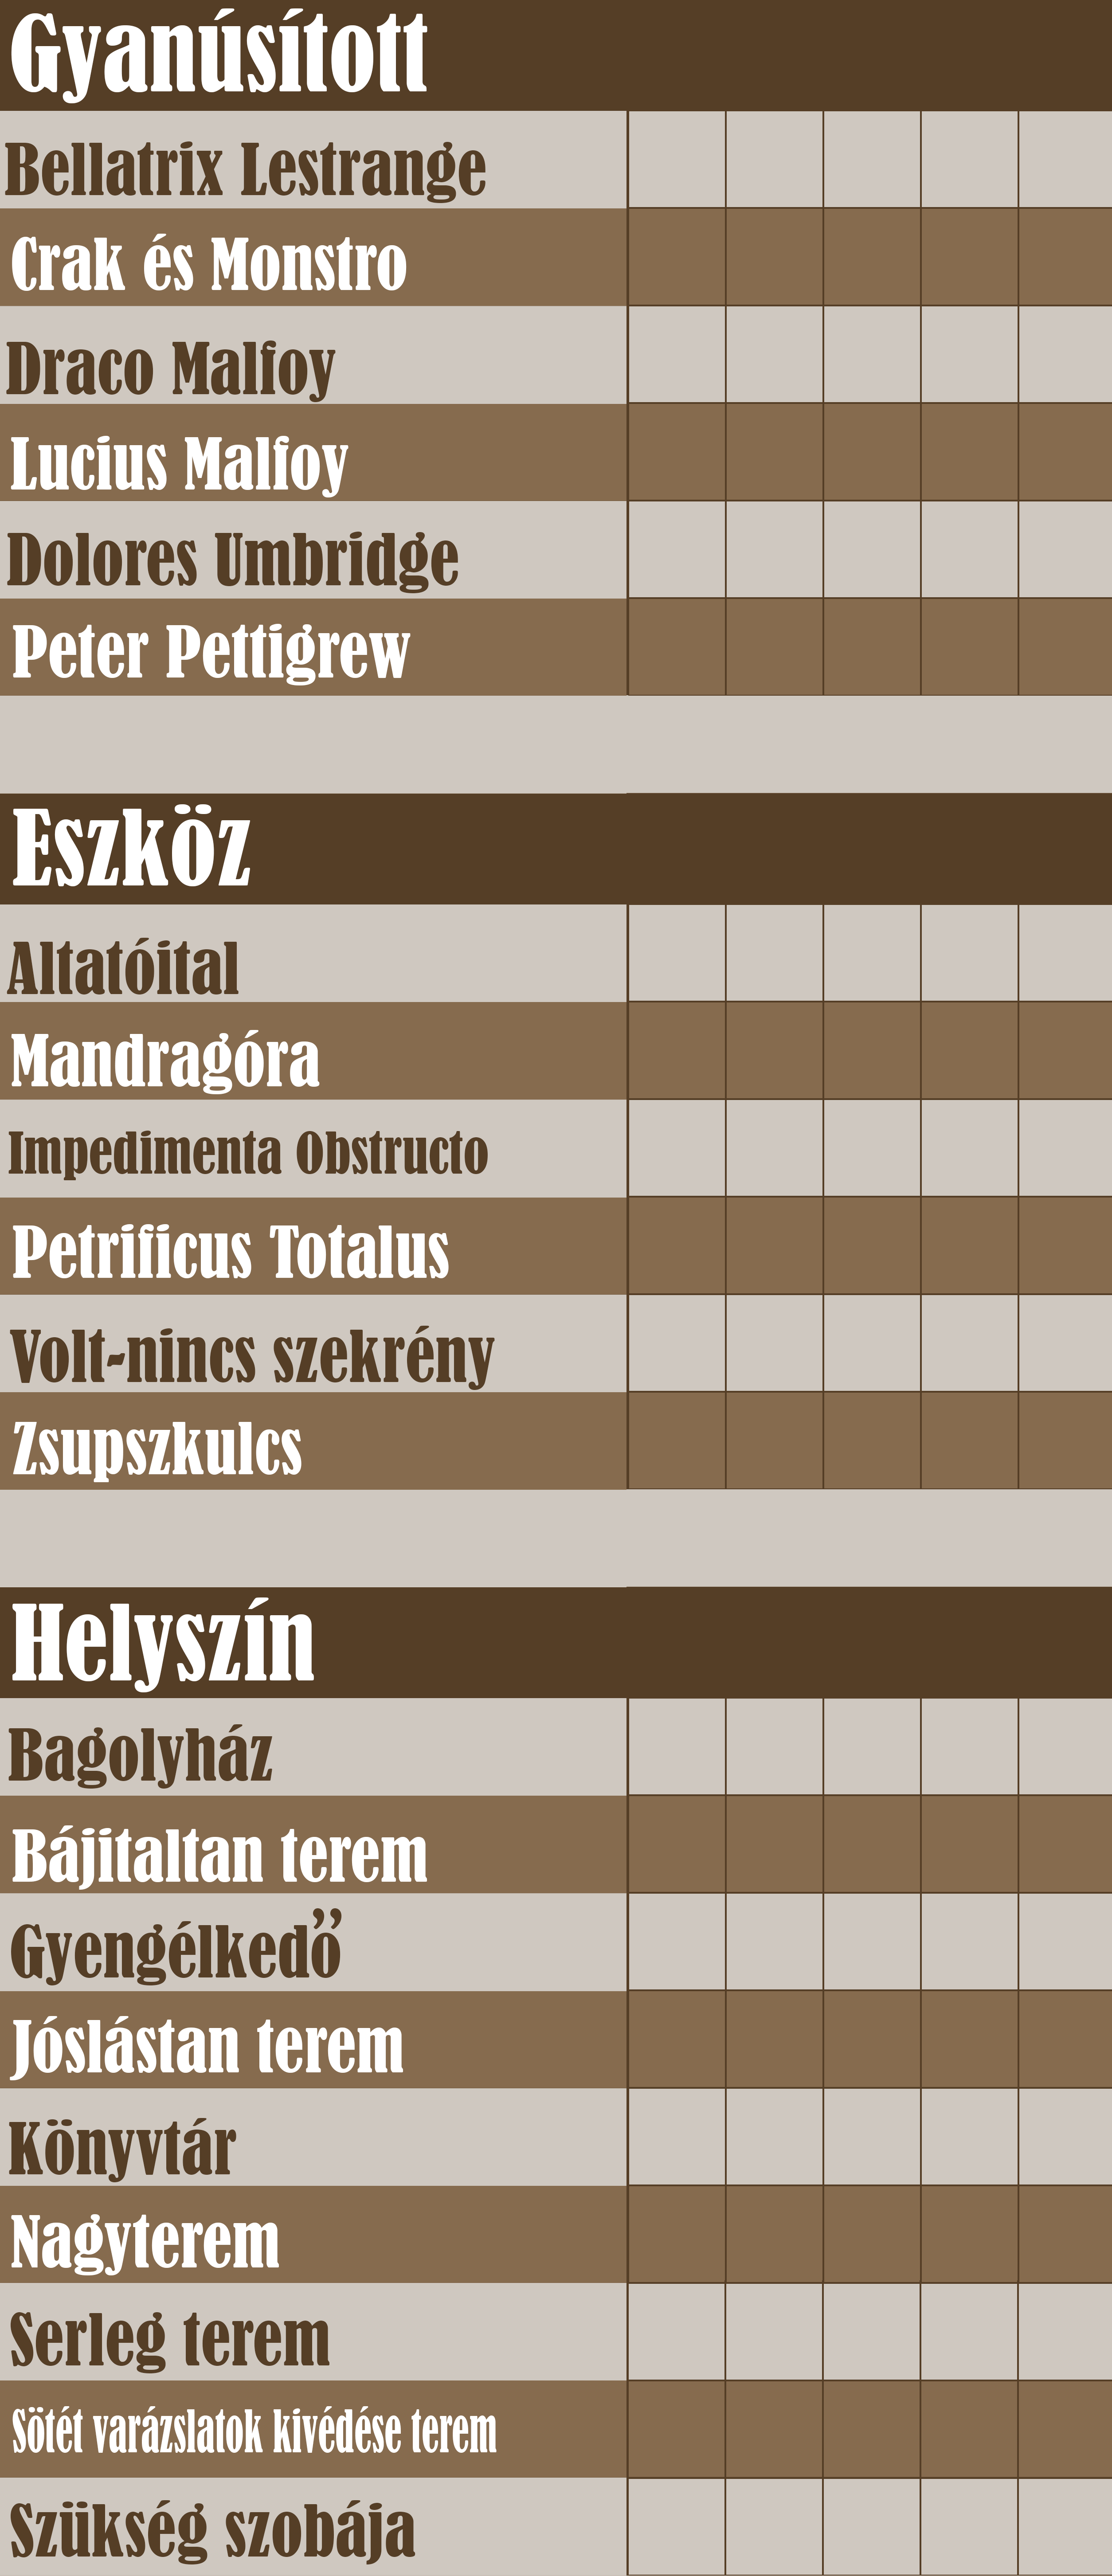 Gyanúsított
Bellatrix Lestrange
Crak és Monstro
Draco Malfoy
Lucius Malfoy
Dolores Umbridge
Peter Pettigrew
Eszköz
Altatóital
Mandragóra
Impedimenta Obstructo
Petrificus Totalus
Volt-nincs szekrény
Zsupszkulcs
Helyszín
Bagolyház
Bájitaltan terem
Gyengélkedő
Jóslástan terem
Könyvtár
Nagyterem
Serleg terem
Sötét varázslatok kivédése terem
Szükség szobája